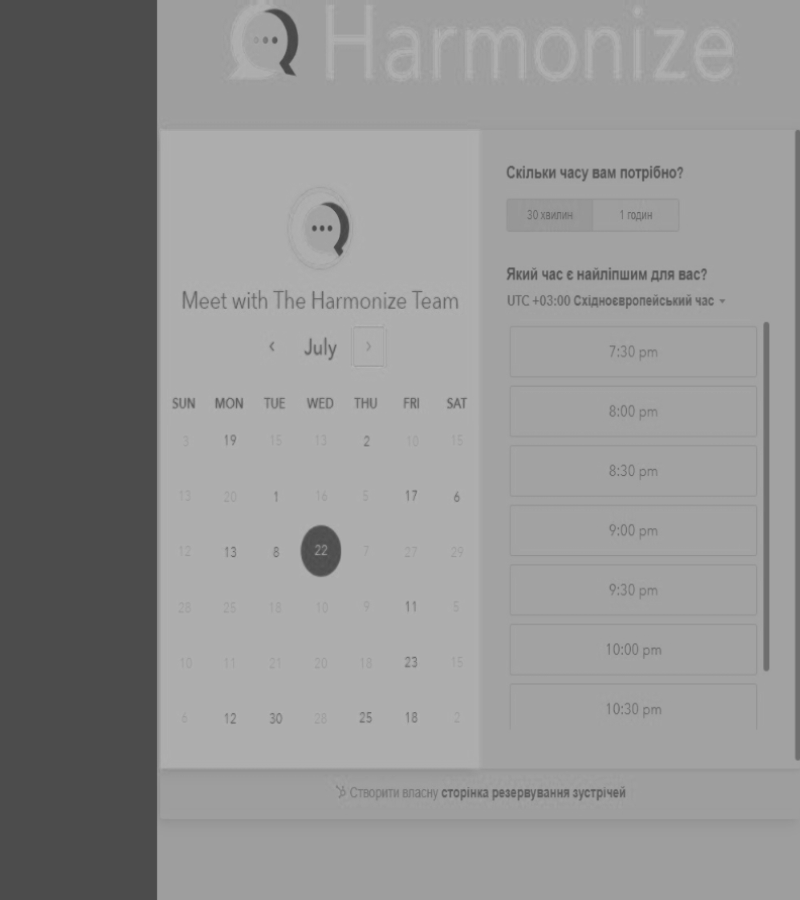 Harmonize
Meet with The Harmonize Team
July
SUN MON TUE WED THU FRI SAT
3 19 15 13 2 10 15
13 20 1 16 5 17 6
12 13 8 22 7 27 29
28 25 18 10 9 11 5
10 11 21 20 18 23 15
6 12 30 28 25 18 2
Скільки часу вам потрібно?
30 хвилин 1 годин
Який час є найліпшим для вас?
UTC +03:00 Східноєвропейський час
7:30 pm
8:00 pm
8:30 pm
9:00 pm
9:30 pm
10:00 pm
10:30 pm
Створити власну сторінка резервування зустрічей